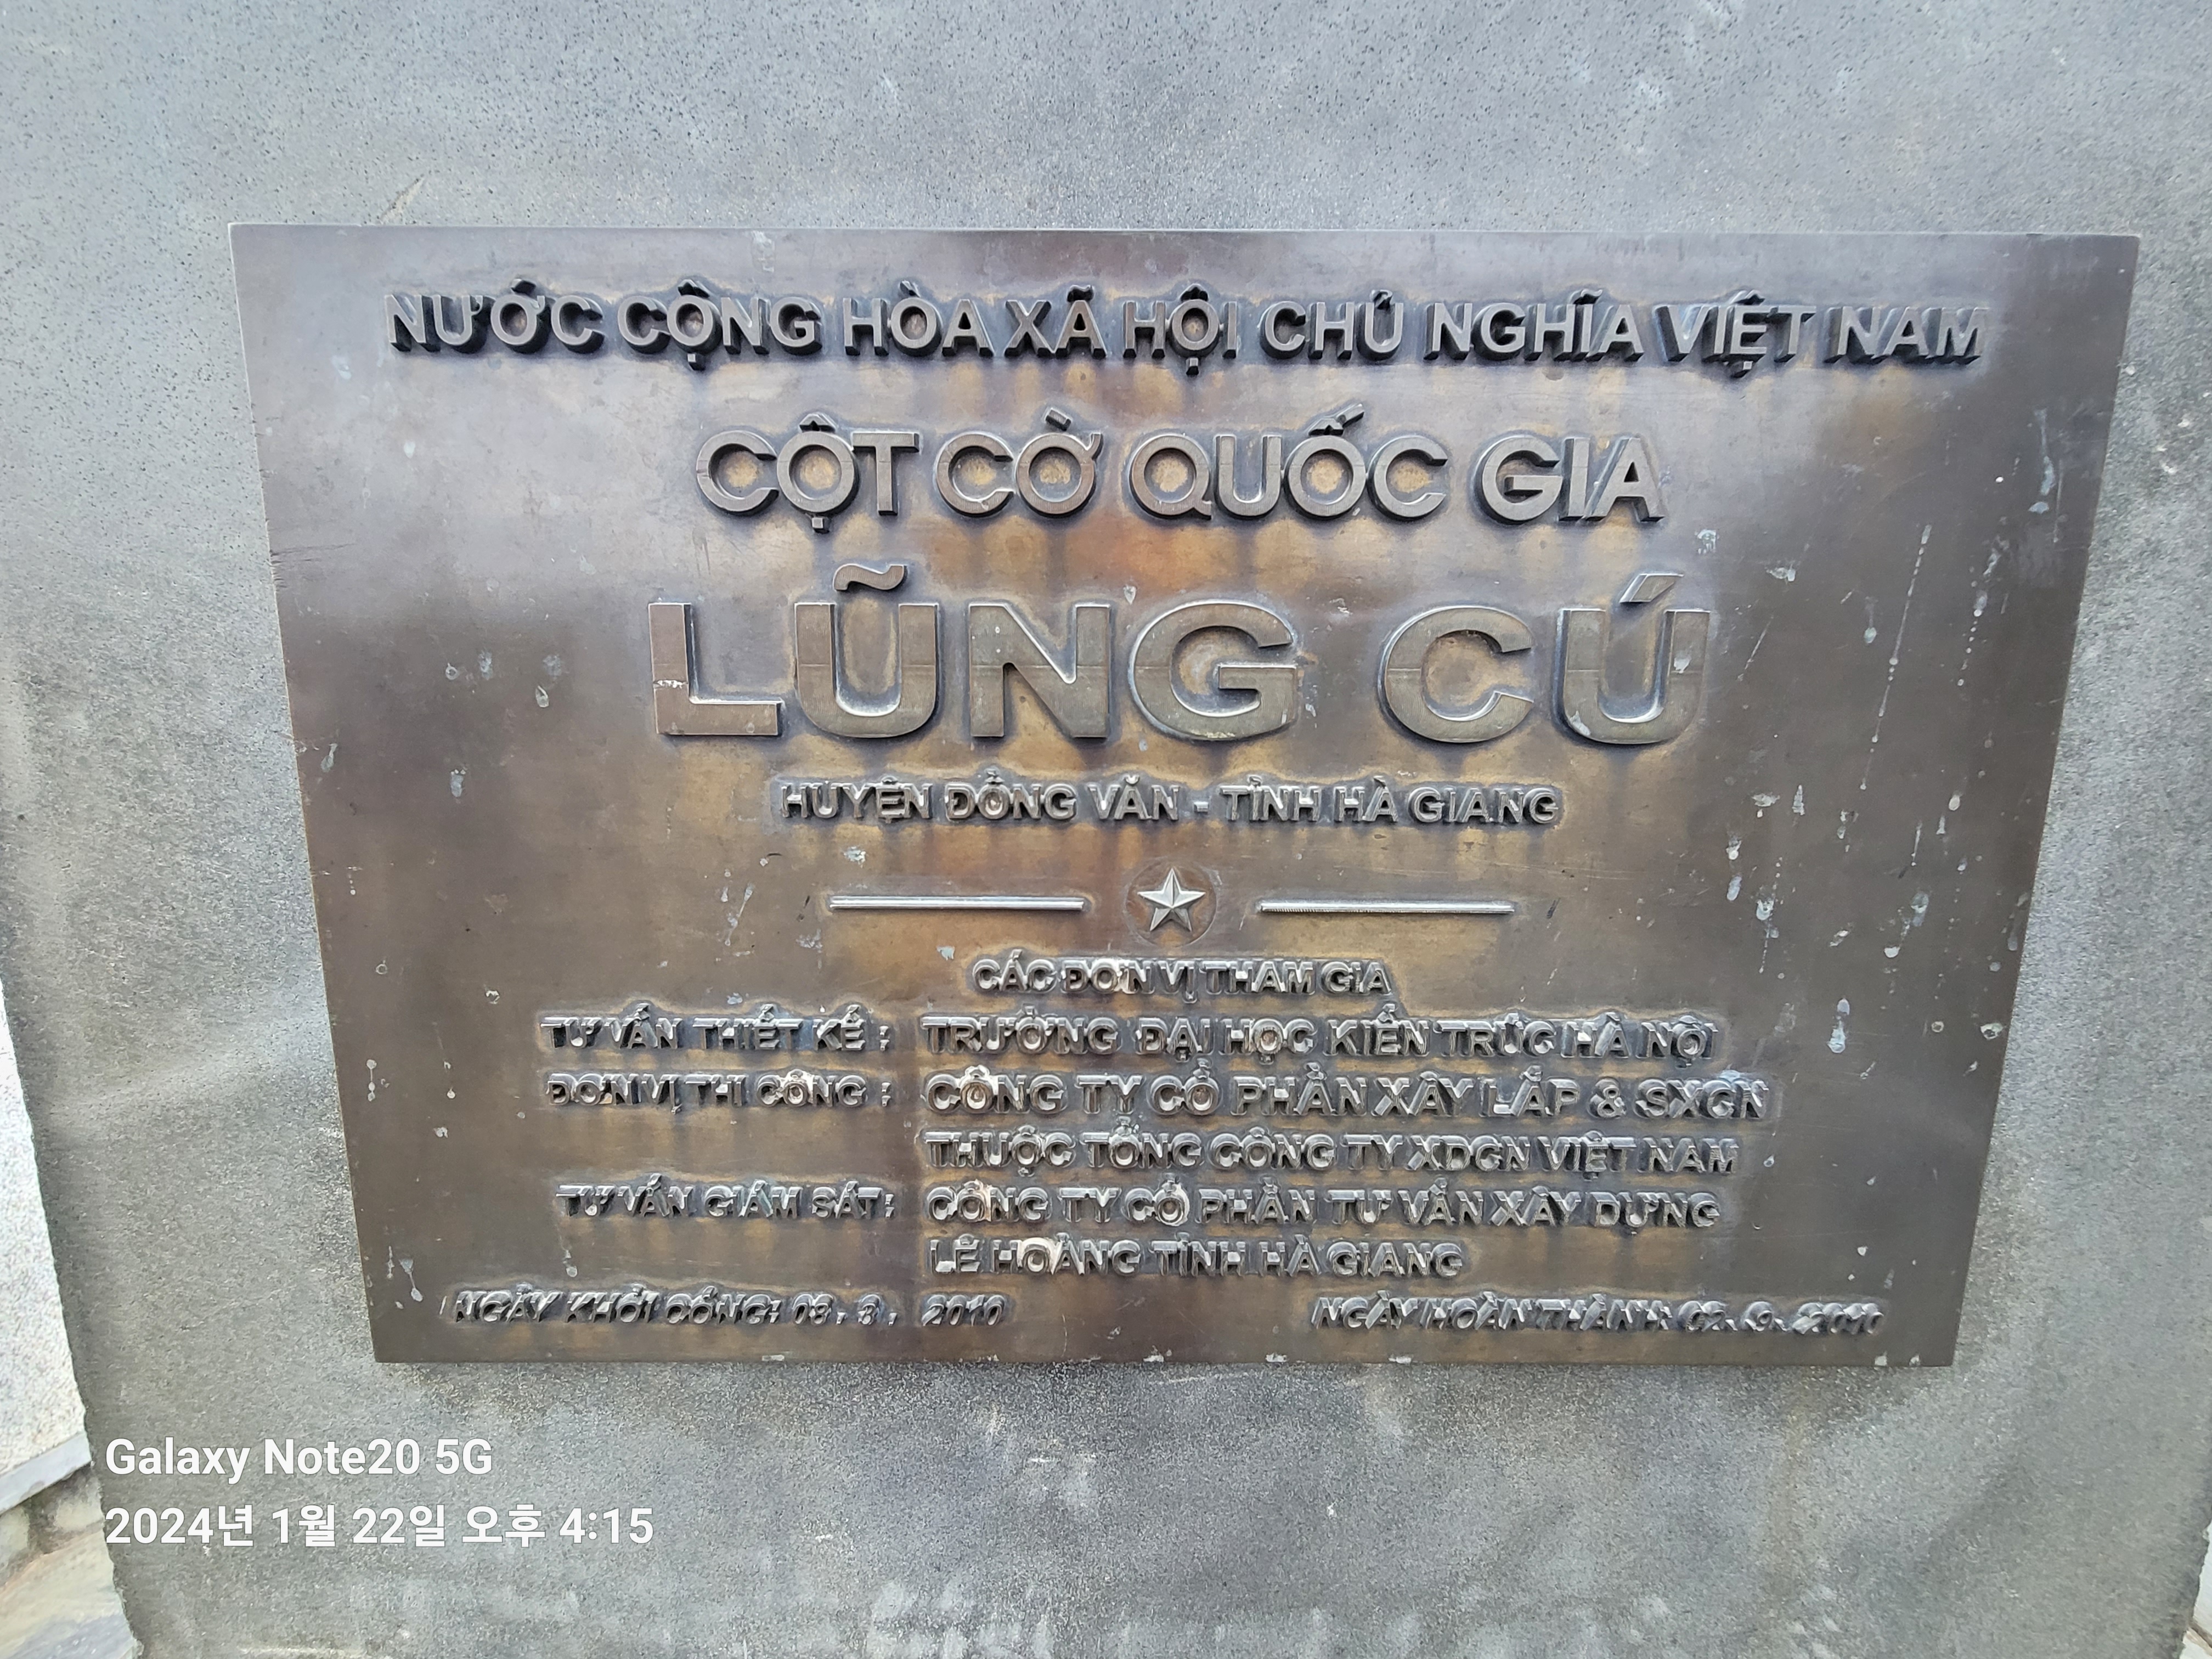 NƯỚC CỘNG HÒA XÃ HỘI CHỦ NGHĨA VIỆT NAM
CỘT CỜ QUỐC GIA
LŨNG CÚ
HUYỆN ĐỒNG VĂN - TỈNH HÀ GIANG
CÁC ĐƠN VỊ THAM GIA
TƯ VẤN THIẾT KẾ : TRƯỜNG ĐẠI HỌC KIẾN TRÚC HÀ NỘI
ĐƠN VỊ THI CÔNG : CÔNG TY CỔ PHẦN XÂY LẮP & SXCN
THUỘC TỔNG CÔNG TY XDCN VIỆT NAM
TƯ VẤN GIÁM SÁT: CÔNG TY CỔ PHẦN TƯ VẤN XÂY DỰNG
LÊ HOÀNG TỈNH HÀ GIANG
NGÀY KHỞI CÔNG: 08 . 3 . 2010 NGÀY HOÀN THÀNH: 02. 9. 2010
Galaxy Note20 5G
2024년 1월 22일 오후 4:15